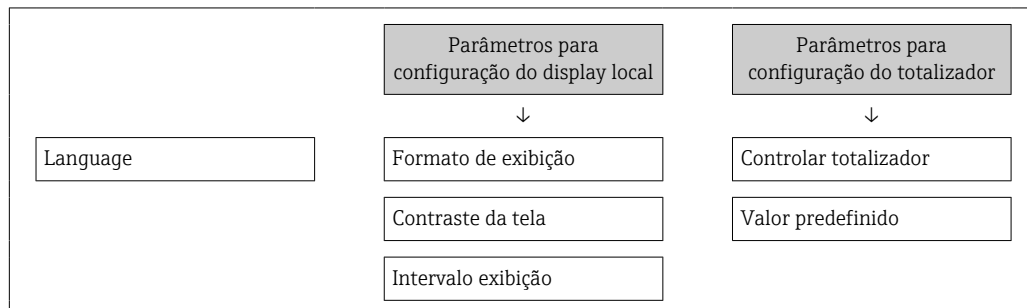 Parâmetros para
configuração do display local
Parâmetros para
configuração do totalizador
↓
↓
Language
Formato de exibição
Controlar totalizador
Contraste da tela
Valor predefinido
Intervalo exibição